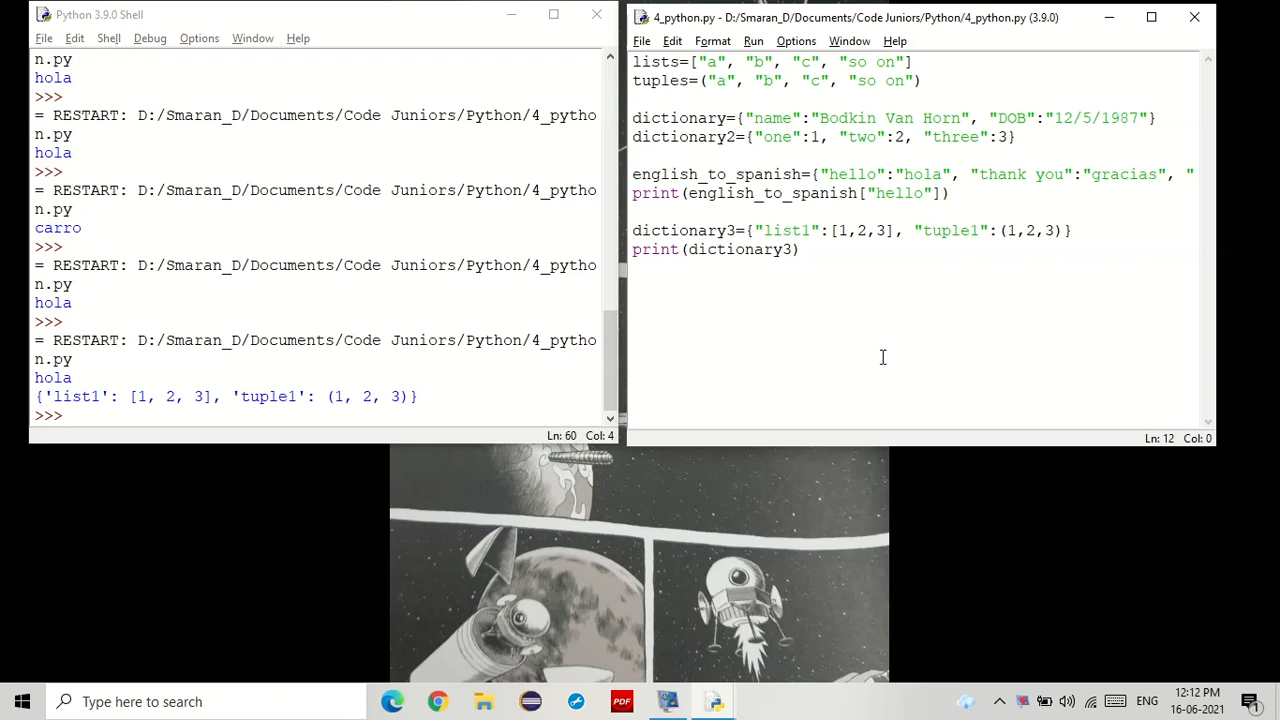 Python 3.9.0 Shell
File Edit Shell Debug Options Window Help
n.py
hola
>>>
= RESTART: D:/Smaran_D/Documents/Code Juniors/Python/4_pytho
n.py
hola
>>>
= RESTART: D:/Smaran_D/Documents/Code Juniors/Python/4_pytho
n.py
carro
>>>
= RESTART: D:/Smaran_D/Documents/Code Juniors/Python/4_pytho
n.py
hola
>>>
= RESTART: D:/Smaran_D/Documents/Code Juniors/Python/4_pytho
n.py
hola
{'list1': [1, 2, 3], 'tuple1': (1, 2, 3)}
>>>
Ln: 60 Col: 4
4_python.py - D:/Smaran_D/Documents/Code Juniors/Python/4_python.py (3.9.0)
File Edit Format Run Options Window Help
lists=["a", "b", "c", "so on"]
tuples=("a", "b", "c", "so on")
dictionary={"name":"Bodkin Van Horn", "DOB":"12/5/1987"}
dictionary2={"one":1, "two":2, "three":3}
english_to_spanish={"hello":"hola", "thank you":"gracias", "
print(english_to_spanish["hello"])
dictionary3={"list1":[1,2,3], "tuple1":(1,2,3)}
print(dictionary3)
Ln: 12 Col: 0
Type here to search
PDF
ENG
12:12 PM
16-06-2021
1